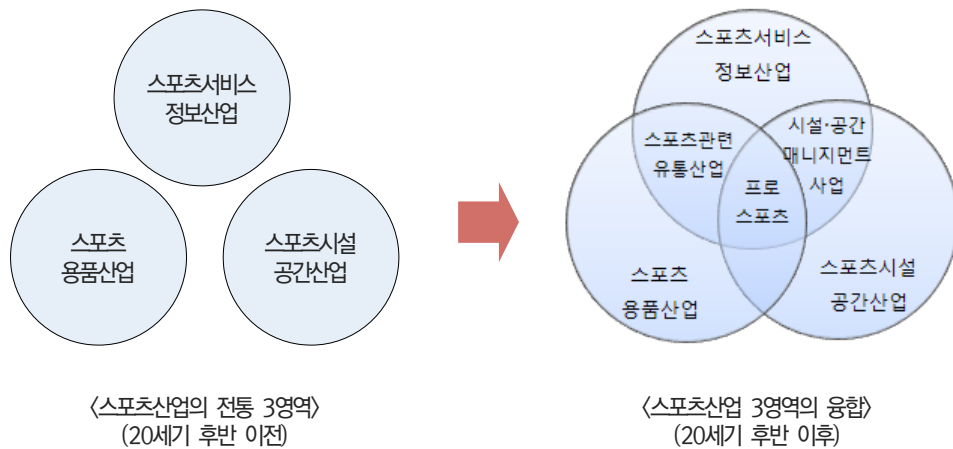 스포츠서비스
정보산업
스포츠
용품산업
스포츠시설
공간산업
〈스포츠산업의 전통 3영역〉
(20세기 후반 이전)
스포츠서비스
정보산업
스포츠관련
유통산업
시설·공간
매니지먼트
사업
프로
스포츠
스포츠
용품산업
스포츠시설
공간산업
〈스포츠산업 3영역의 융합〉
(20세기 후반 이후)